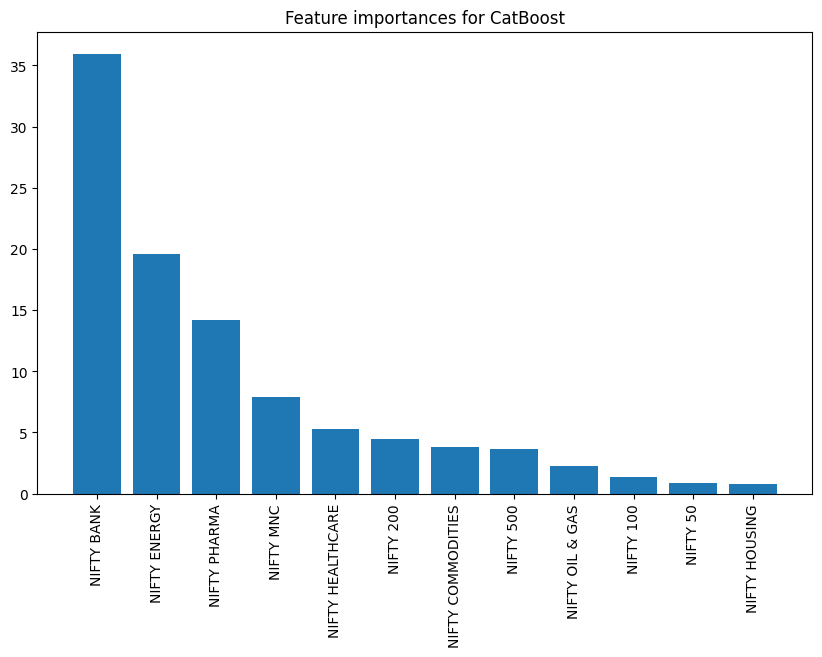 Feature importances for CatBoost
35
30
25
20
15
10
5
0
NIFTY BANK
NIFTY ENERGY
NIFTY PHARMA
NIFTY MNC
NIFTY HEALTHCARE
NIFTY 200
NIFTY COMMODITIES
NIFTY 500
NIFTY OIL & GAS
NIFTY 100
NIFTY 50
NIFTY HOUSING